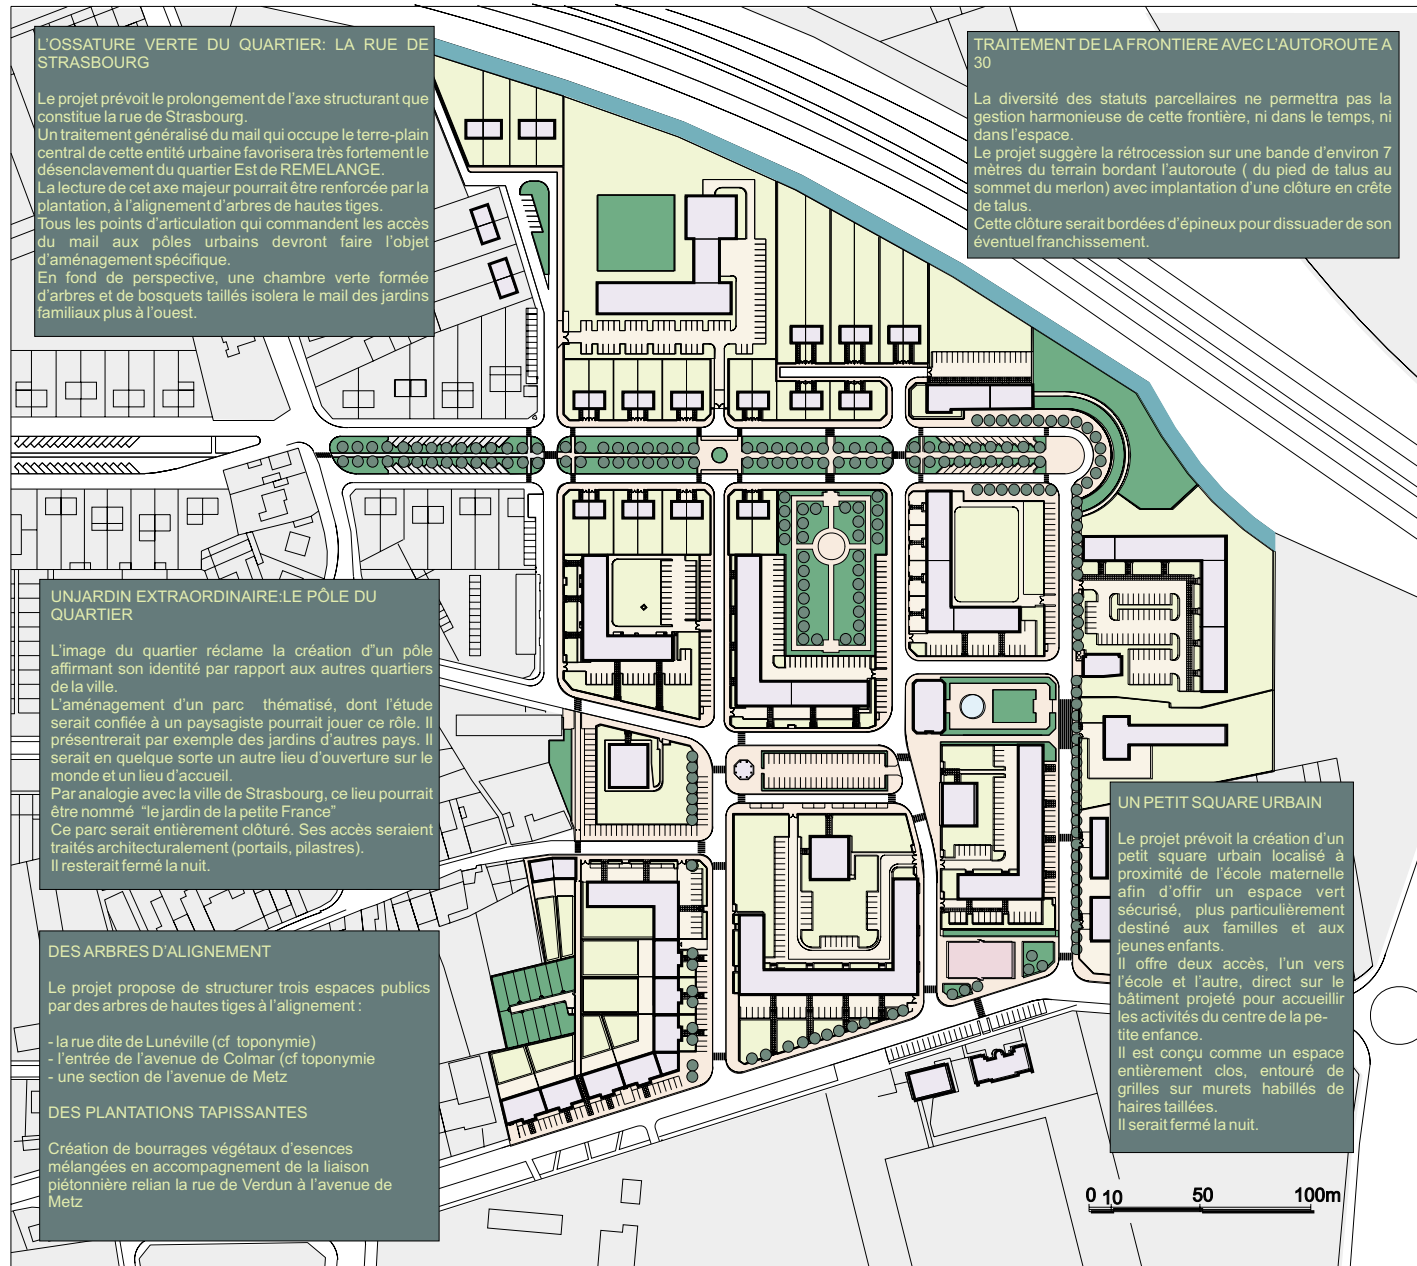 L'OSSATURE VERTE DU QUARTIER: LA RUE DE
STRASBOURG
Le projet prévoit le prolongement de l'axe structurant que
constitue la rue de Strasbourg.
Un traitement généralisé du mail qui occupe le terre-plain
central de cette entité urbaine favorisera très fortement le
désenclavement du quartier Est de REMELANGE.
La lecture de cet axe majeur pourrait être renforcée par la
plantation, à l'alignement d'arbres de hautes tiges.
Tous les points d'articulation qui commandent les accès
du mail aux pôles urbains devront faire l'objet
d'aménagement spécifique.
En fond de perspective, une chambre verte formée
d'arbres et de bosquets taillés isolera le mail des jardins
familiaux plus à l'ouest.
TRAITEMENT DE LA FRONTIERE AVEC L'AUTOROUTE A
30
La diversité des statuts parcellaires ne permettra pas la
gestion harmonieuse de cette frontière, ni dans le temps, ni
dans l'espace.
Le projet suggère la rétrocession sur une bande d'environ 7
mètres du terrain bordant l'autoroute ( du pied de talus au
sommet du merlon) avec implantation d'une clôture en crête
de talus.
Cette clôture serait bordées d'épineux pour dissuader de son
éventuel franchissement.
UNJARDIN EXTRAORDINAIRE:LE PÔLE DU
QUARTIER
L'image du quartier réclame la création d"un pôle
affirmant son identité par rapport aux autres quartiers
de la ville.
L'aménagement d'un parc thématisé, dont l'étude
serait confiée à un paysagiste pourrait jouer ce rôle. Il
présentrerait par exemple des jardins d'autres pays. Il
serait en quelque sorte un autre lieu d'ouverture sur le
monde et un lieu d'accueil.
Par analogie avec la ville de Strasbourg, ce lieu pourrait
être nommé "le jardin de la petite France"
Ce parc serait entièrement clôturé. Ses accès seraient
traités architecturalement (portails, pilastres).
Il resterait fermé la nuit.
DES ARBRES D'ALIGNEMENT
Le projet propose de structurer trois espaces publics
par des arbres de hautes tiges à l'alignement :
- la rue dite de Lunéville (cf toponymie)
- l'entrée de l'avenue de Colmar (cf toponymie
- une section de l'avenue de Metz
DES PLANTATIONS TAPISSANTES
Création de bourrages végétaux d'esences
mélangées en accompagnement de la liaison
piétonnière relian la rue de Verdun à l'avenue de
Metz
UN PETIT SQUARE URBAIN
Le projet prévoit la création d'un
petit square urbain localisé à
proximité de l'école maternelle
afin d'offir un espace vert
sécurisé, plus particulièrement
destiné aux familles et aux
jeunes enfants.
Il offre deux accès, l'un vers
l'école et l'autre, direct sur le
bâtiment projeté pour accueillir
les activités du centre de la pe-
tite enfance.
Il est conçu comme un espace
entièrement clos, entouré de
grilles sur murets habillés de
haires taillées.
Il serait fermé la nuit.
0 10 50 100m